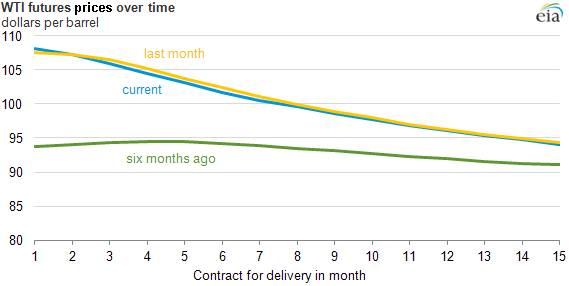 WTI futures prices over time
dollars per barrel
eia
110
105
100
95
90
85
80
last month
current
six months ago
1 2 3 4 5 6 7 8 9 10 11 12 13 14 15
Contract for delivery in month